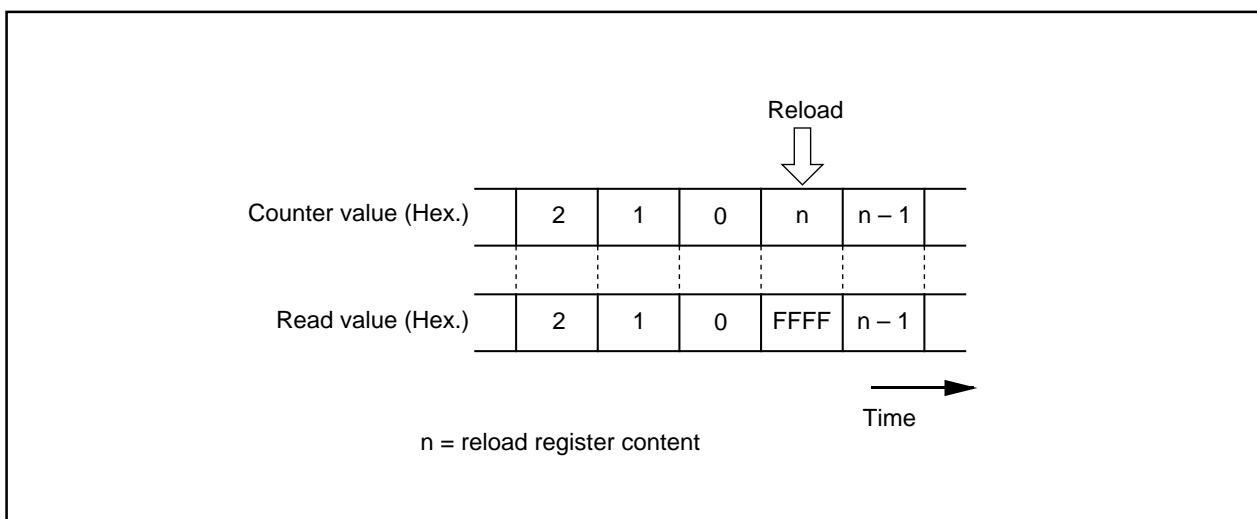 Reload
Counter value (Hex.) 2 1 0 n n – 1
Read value (Hex.) 2 1 0 FFFF n – 1
Time
n = reload register content